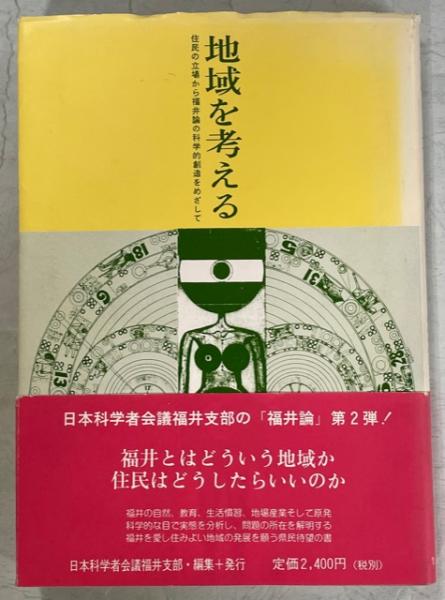 地域を考える
住民の立場から福井論の科学的創造をめざして
18
6
13
5
31
28
日本科学者会議福井支部の「福井論」第2弾!
福井とはどういう地域か
住民はどうしたらいいのか
福井の自然、教育、生活慣習、地場産業そして原発
科学的な目で実態を分析し、問題の所在を解明する
福井を愛し住みよい地域の発展を願う県民待望の書
日本科学者会議福井支部・編集+発行 定価2,400円(税別)